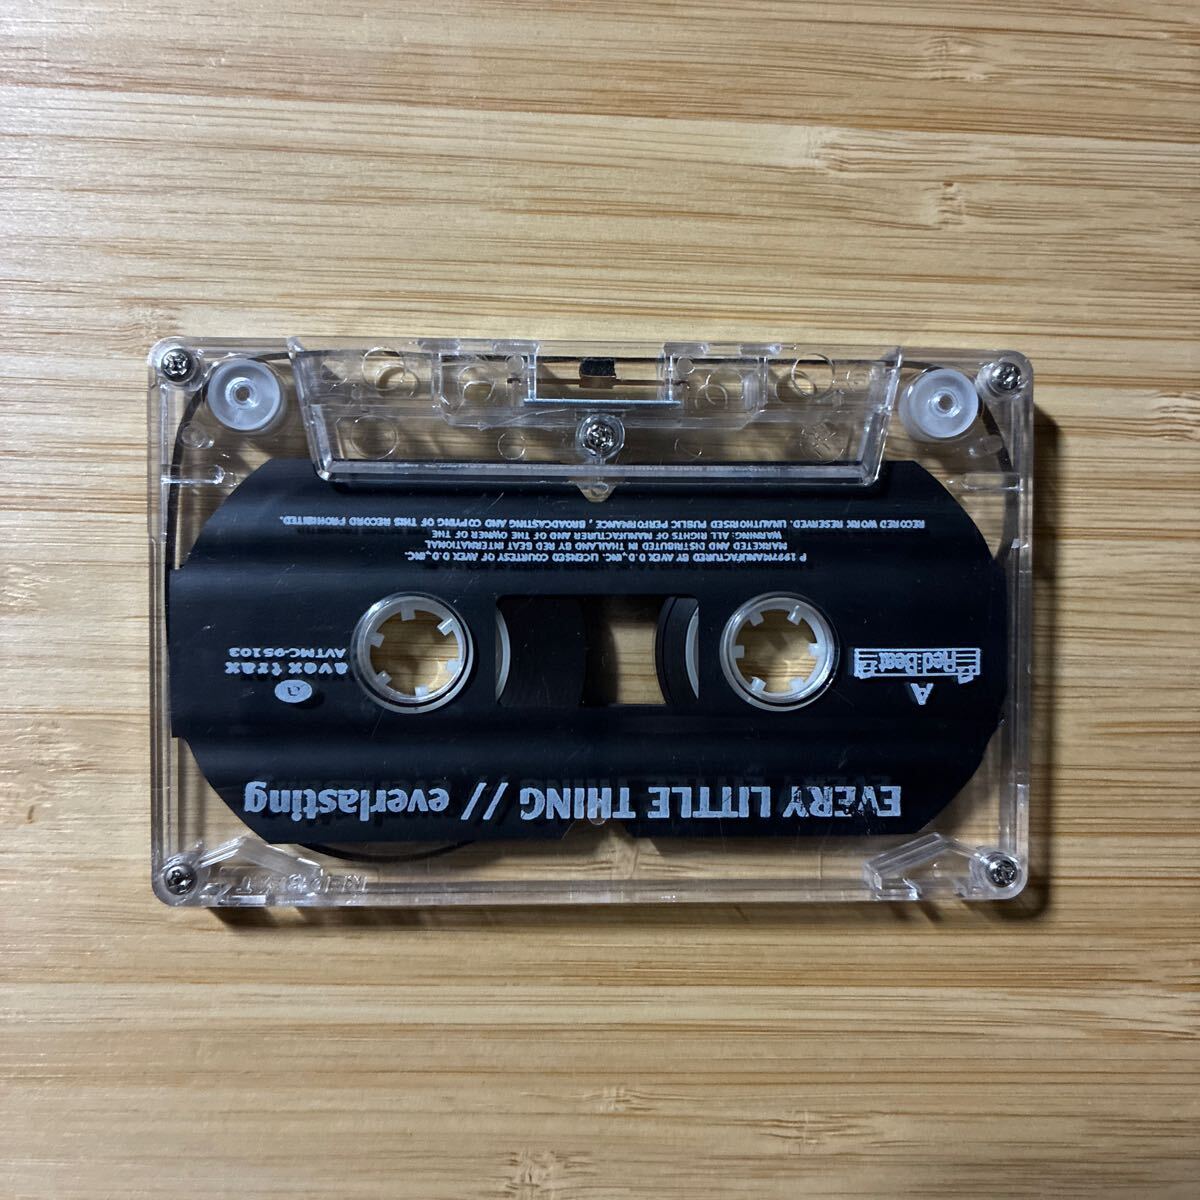 EVERY LITTLE THING // everlasting
A
Red Beat
a
avex trax
AVTMC-95103
P 1997MANUFACTURED BY AVEX D.D.,INC. LICENSED COURTESY OF AVEX D.D.,INC.
MARKETED AND DISTRIBUTED IN THAILAND BY RED BEAT INTERNATIONAL
WARNING: ALL RIGHTS OF MANUFACTURER AND OF THE OWNER OF THE
RECORDED WORK RESERVED. UNAUTHORISED PUBLIC PERFORMANCE, BROADCASTING AND COPYING OF THIS RECORD PROHIBITED.